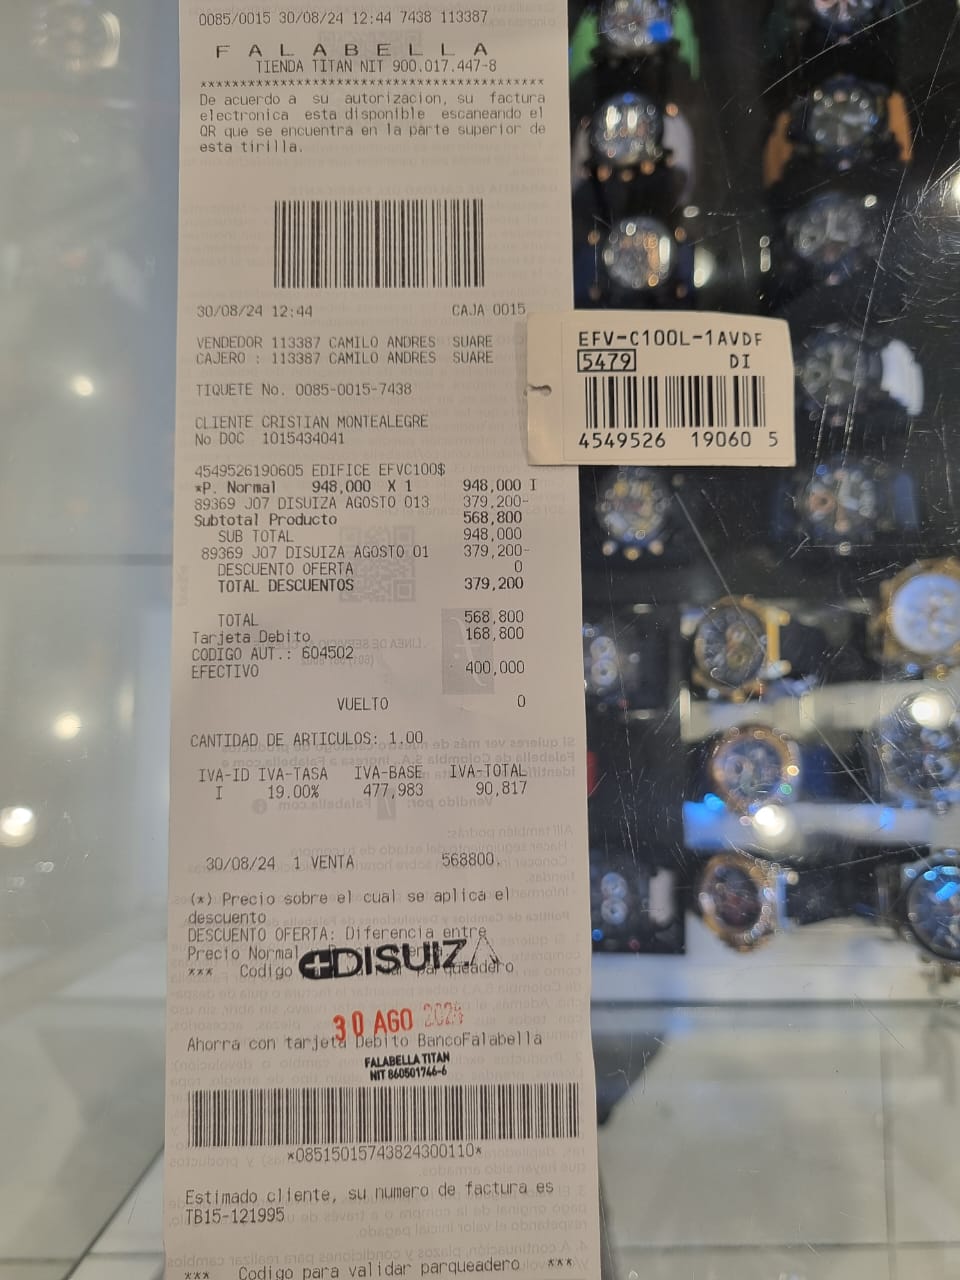 0085/0015 30/08/24 12:44 7438 113387
FALABELLA
TIENDA TITAN NIT 900.017.447-8
****************************************
De acuerdo a su autorizacion, su factura
electronica esta disponible escaneando el
QR que se encuentra en la parte superior de
esta tirilla.
30/08/24 12:44 CAJA 0015
VENDEDOR 113387 CAMILO ANDRES SUARE
CAJERO : 113387 CAMILO ANDRES SUARE
TIQUETE No. 0085-0015-7438
CLIENTE CRISTIAN MONTEALEGRE
No DOC 1015434041
4549526190605 EDIFICE EFVC100$
*P. Normal 948,000 X 1 948,000 I
89369 J07 DISUIZA AGOSTO 013 379,200-
Subtotal Producto 568,800
SUB TOTAL 948,000
89369 J07 DISUIZA AGOSTO 01 379,200-
DESCUENTO OFERTA 0
TOTAL DESCUENTOS 379,200
TOTAL 568,800
Tarjeta Debito 168,800
CODIGO AUT.: 604502
EFECTIVO 400,000
VUELTO 0
CANTIDAD DE ARTICULOS: 1.00
IVA-ID IVA-TASA IVA-BASE IVA-TOTAL
I 19.00% 477,983 90,817
30/08/24 1 VENTA 568800.
(*) Precio sobre el cual se aplica el
descuento
DESCUENTO OFERTA: Diferencia entre
Precio Normal
*** Codigo parqueadero
DISUIZA
30 AGO 2024
Ahorra con tarjeta Debito BancoFalabella
FALABELLA TITAN
NIT 860501746-6
*08515015743824300110*
Estimado cliente, su numero de factura es
TB15-121995
*** Codigo para validar parqueadero ***
EFV-C100L-1AVDF
5479 DI
4549526 19060 5